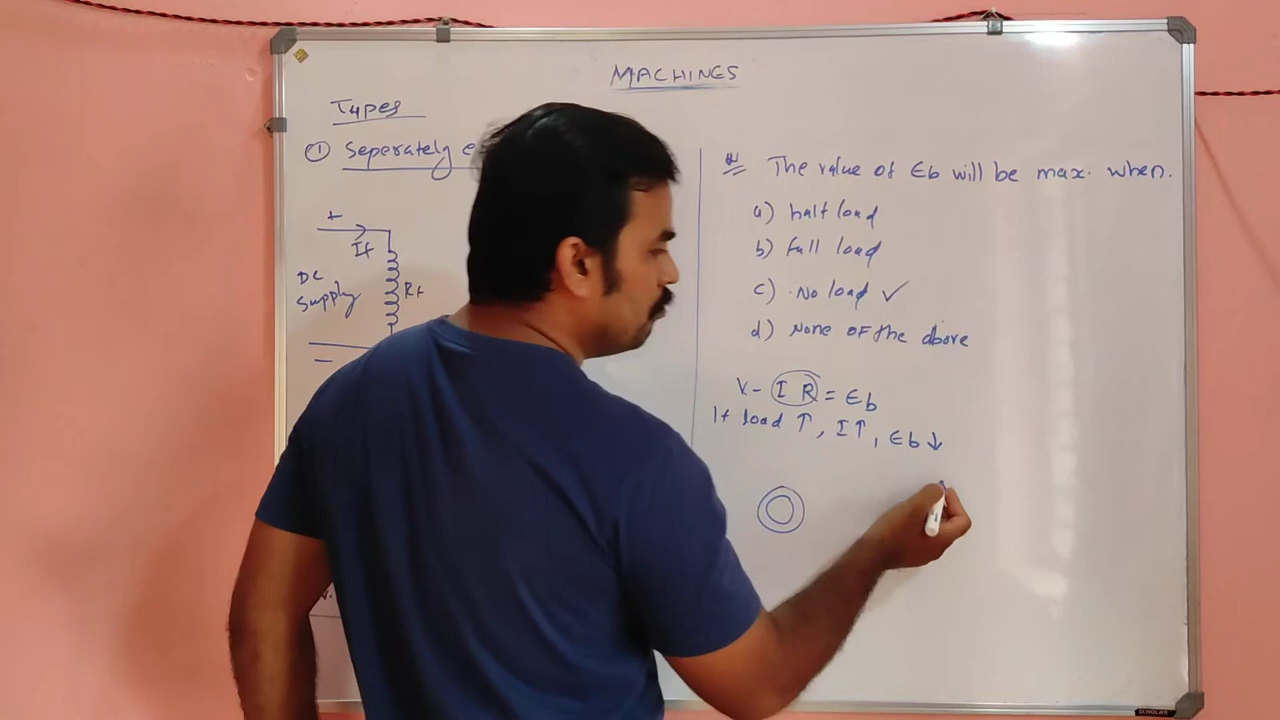 MACHINES
Types
① Seperately e
+
If
DC
Supply
Rf
Q The value of Eb will be max. when.
a) half load
b) Full load
c) No load ✓
d) None OF the above
V - I R = Eb
If load ↑, I↑, Eb ↓
SCHOLAR